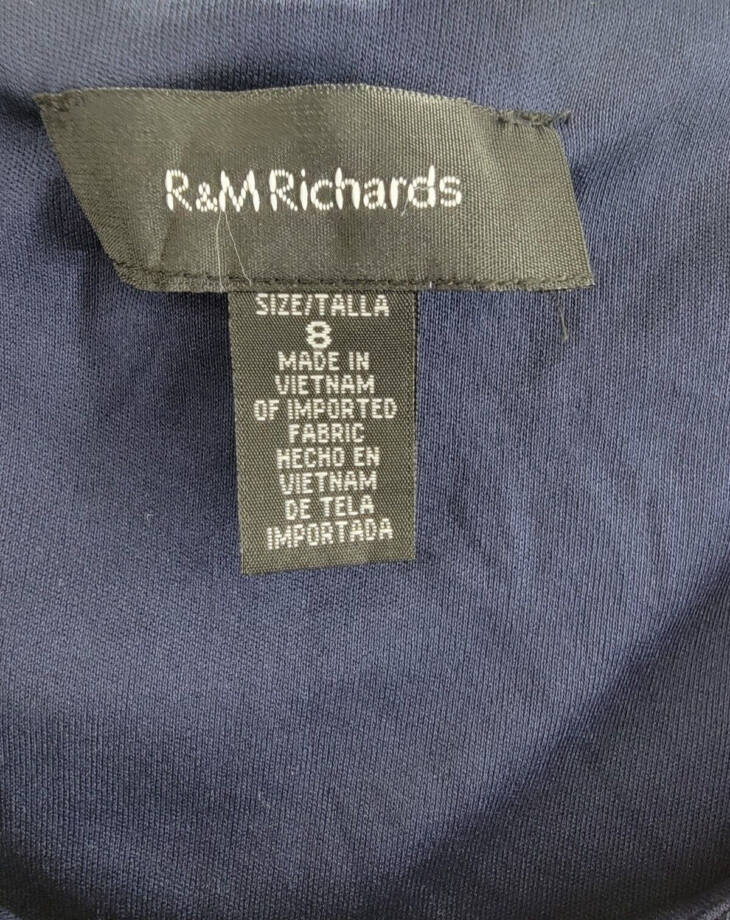 R&M Richards
SIZE/TALLA
8
MADE IN
VIETNAM
OF IMPORTED
FABRIC
HECHO EN
VIETNAM
DE TELA
IMPORTADA